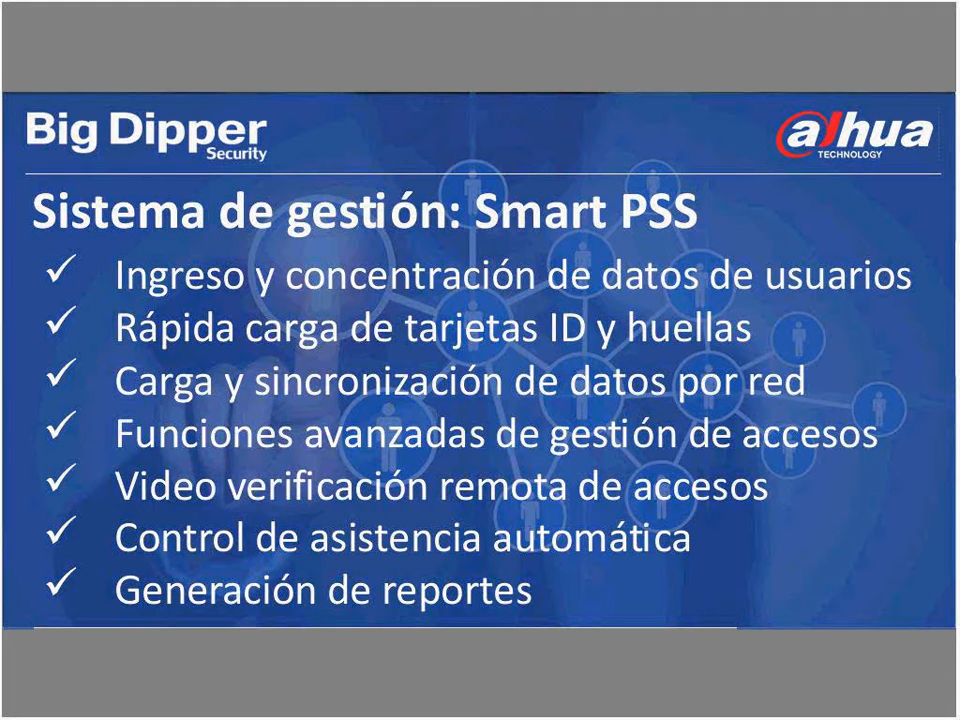 Big Dipper
Security
alhua
TECHNOLOGY
Sistema de gestión: Smart PSS
✓ Ingreso y concentración de datos de usuarios
✓ Rápida carga de tarjetas ID y huellas
✓ Carga y sincronización de datos por red
✓ Funciones avanzadas de gestión de accesos
✓ Video verificación remota de accesos
✓ Control de asistencia automática
✓ Generación de reportes